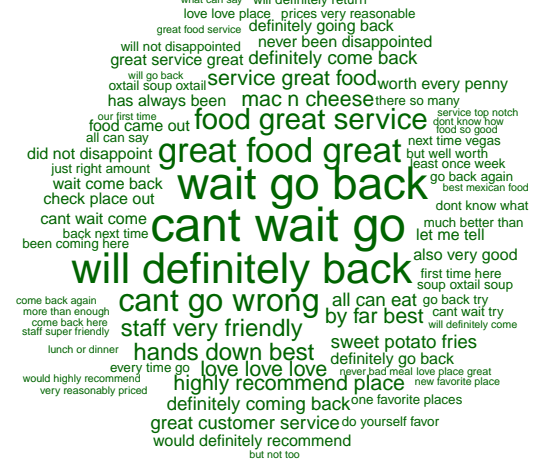 what can say will definitely return
love love place prices very reasonable
great food service definitely going back
will not disappointed never been disappointed
great service great definitely come back
will go back service great food worth every penny
oxtail soup oxtail
has always been mac n cheese there so many
our first time food great service service top notch
food came out dont know how
all can say food so good
did not disappoint great food great next time vegas
but well worth
just right amount least once week
wait come back wait go back go back again
check place out best mexican food
dont know what
cant wait come cant wait go much better than
back next time let me tell
been coming here also very good
will definitely back first time here
soup oxtail soup
come back again cant go wrong all can eat go back try
more than enough by far best cant wait try
come back here staff very friendly will definitely come
staff super friendly
lunch or dinner hands down best sweet potato fries
definitely go back
every time go love love love never bad meal love place great
would highly recommend highly recommend place new favorite place
very reasonably priced
definitely coming back one favorite places
great customer service do yourself favor
would definitely recommend
but not too